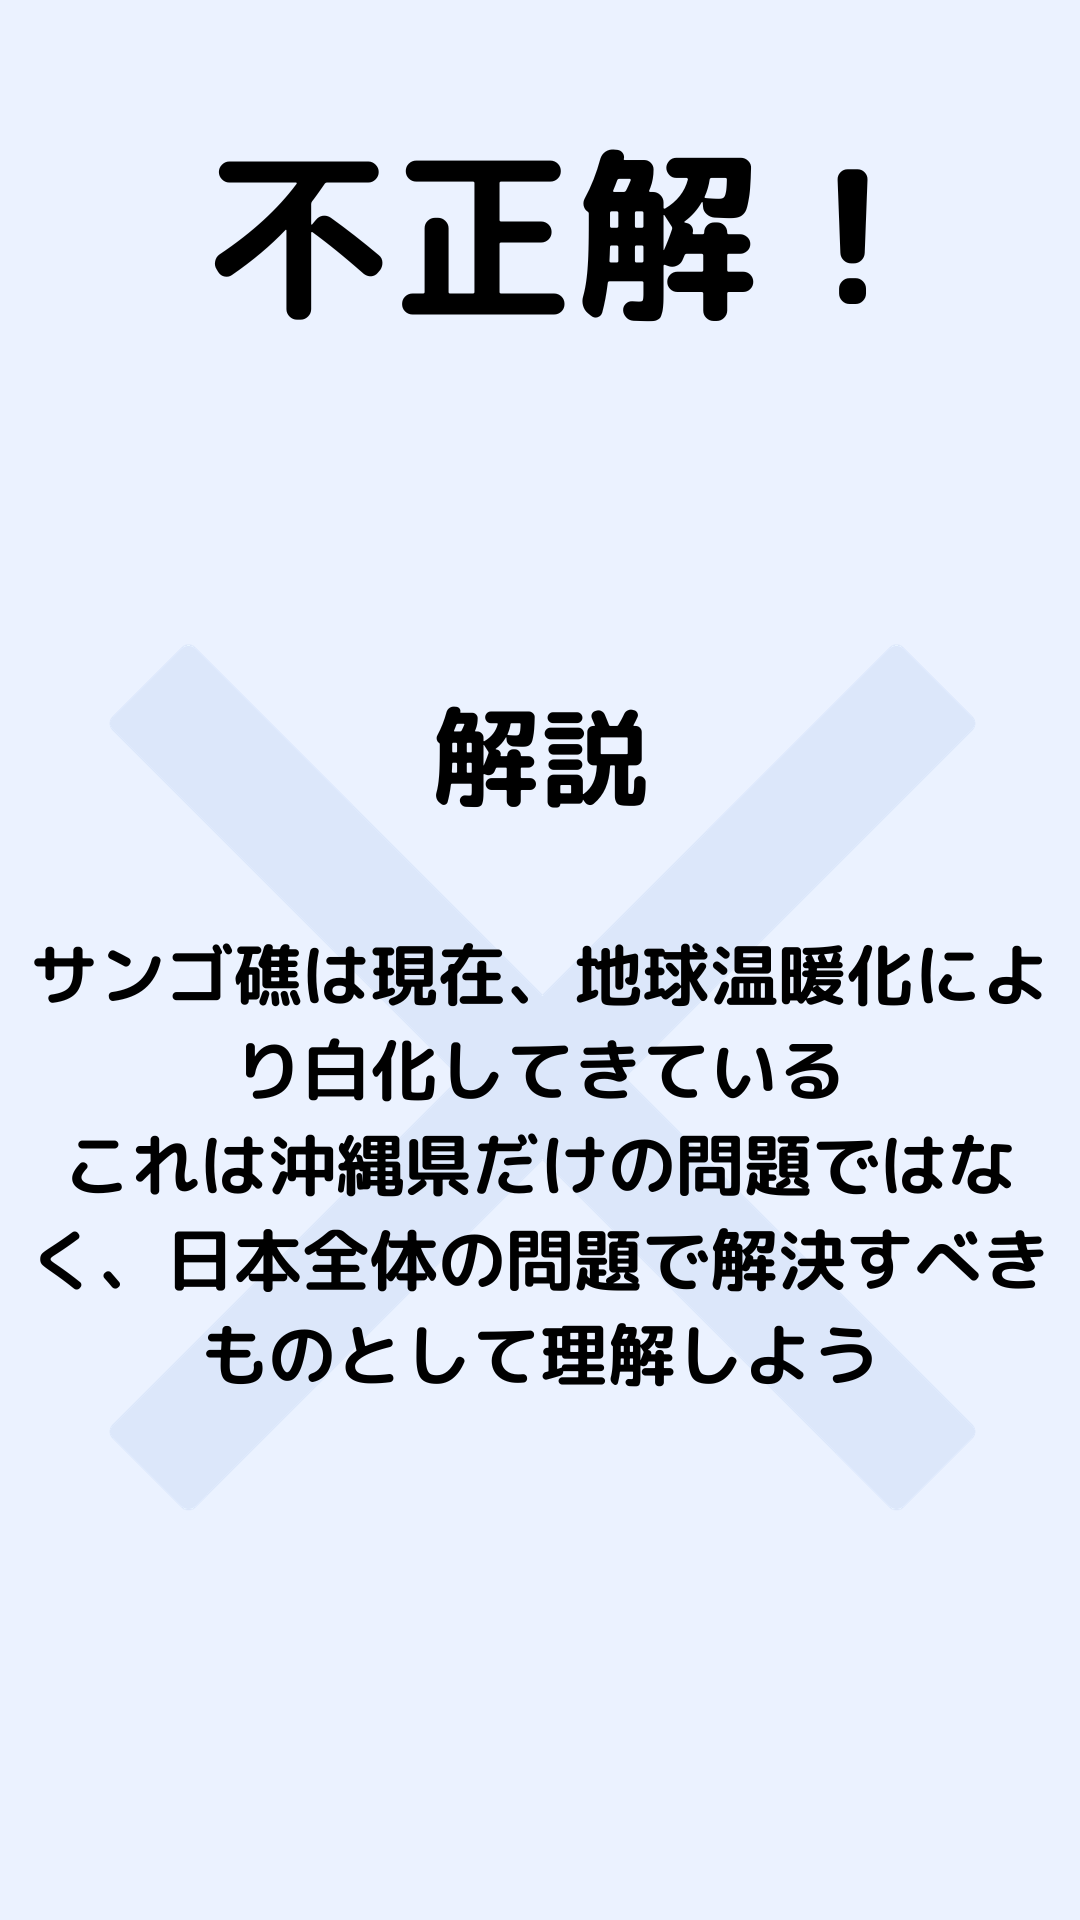 不正解！
解説
サンゴ礁は現在、地球温暖化によ
り白化してきている
これは沖縄県だけの問題ではな
く、日本全体の問題で解決すべき
ものとして理解しよう